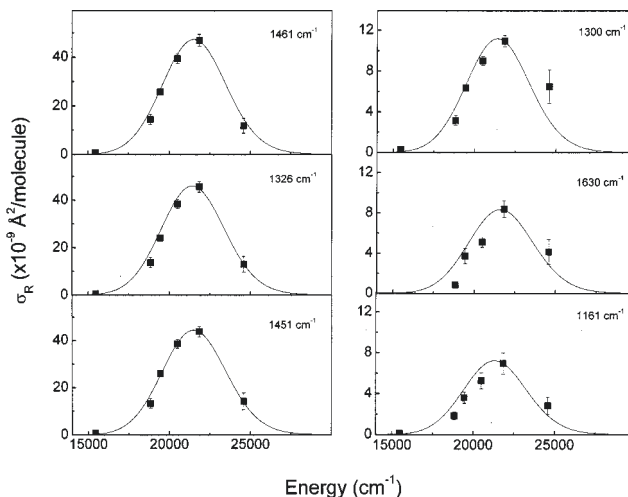 1461 cm⁻¹
40
20
0
1326 cm⁻¹
40
20
0
1451 cm⁻¹
40
20
0
15000 20000 25000
1300 cm⁻¹
12
8
4
0
1630 cm⁻¹
12
8
4
0
1161 cm⁻¹
12
8
4
0
15000 20000 25000
σR (x10⁻⁹ Å²/molecule)
Energy (cm⁻¹)